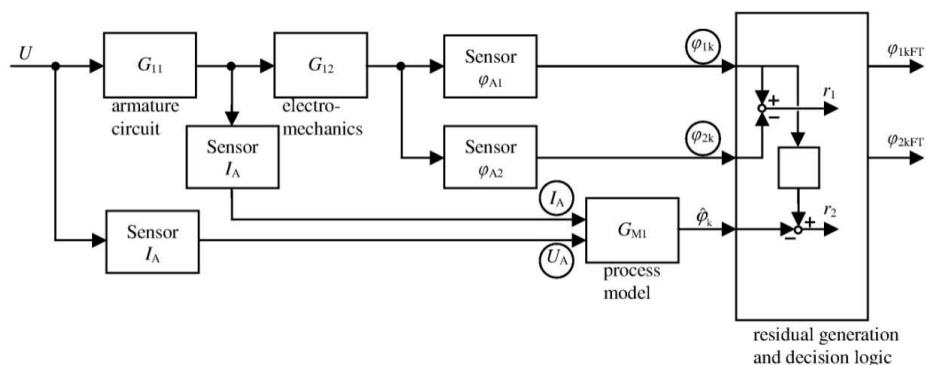 U
G11
armature
circuit
G12
electro-
mechanics
Sensor
φA1
φ1k
φ1kFT
+
−
r1
Sensor
IA
Sensor
φA2
φ2k
φ2kFT
Sensor
IA
IA
UA
GM1
process
model
φ̂k
−
+
r2
residual generation
and decision logic